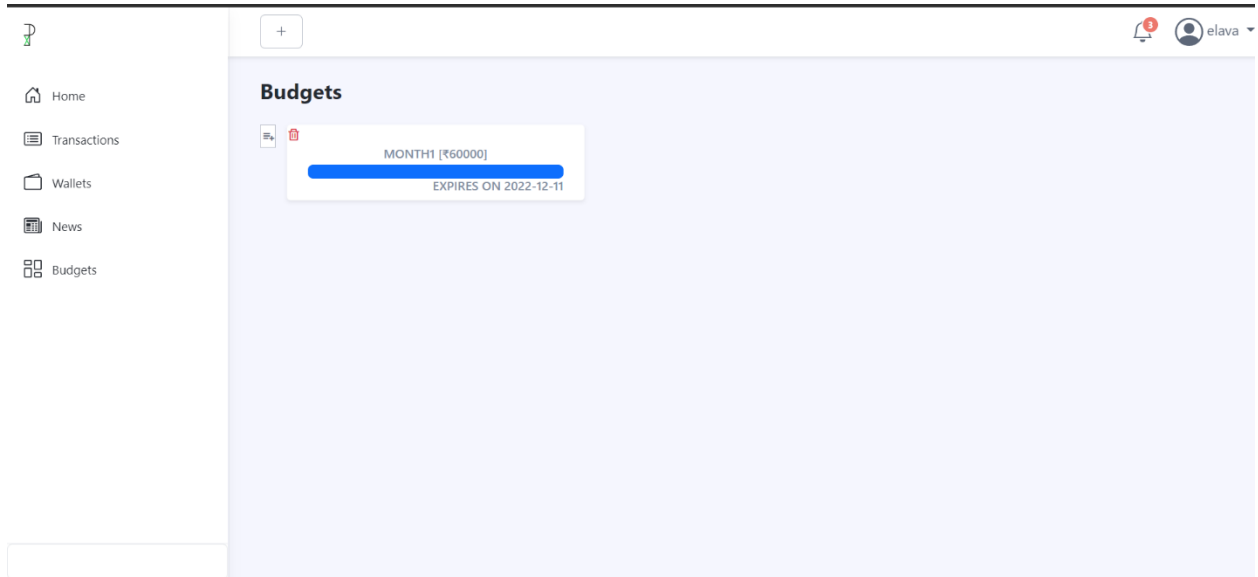 3
elava
Home
Transactions
Wallets
News
Budgets
Budgets
MONTH1 [₹60000]
EXPIRES ON 2022-12-11